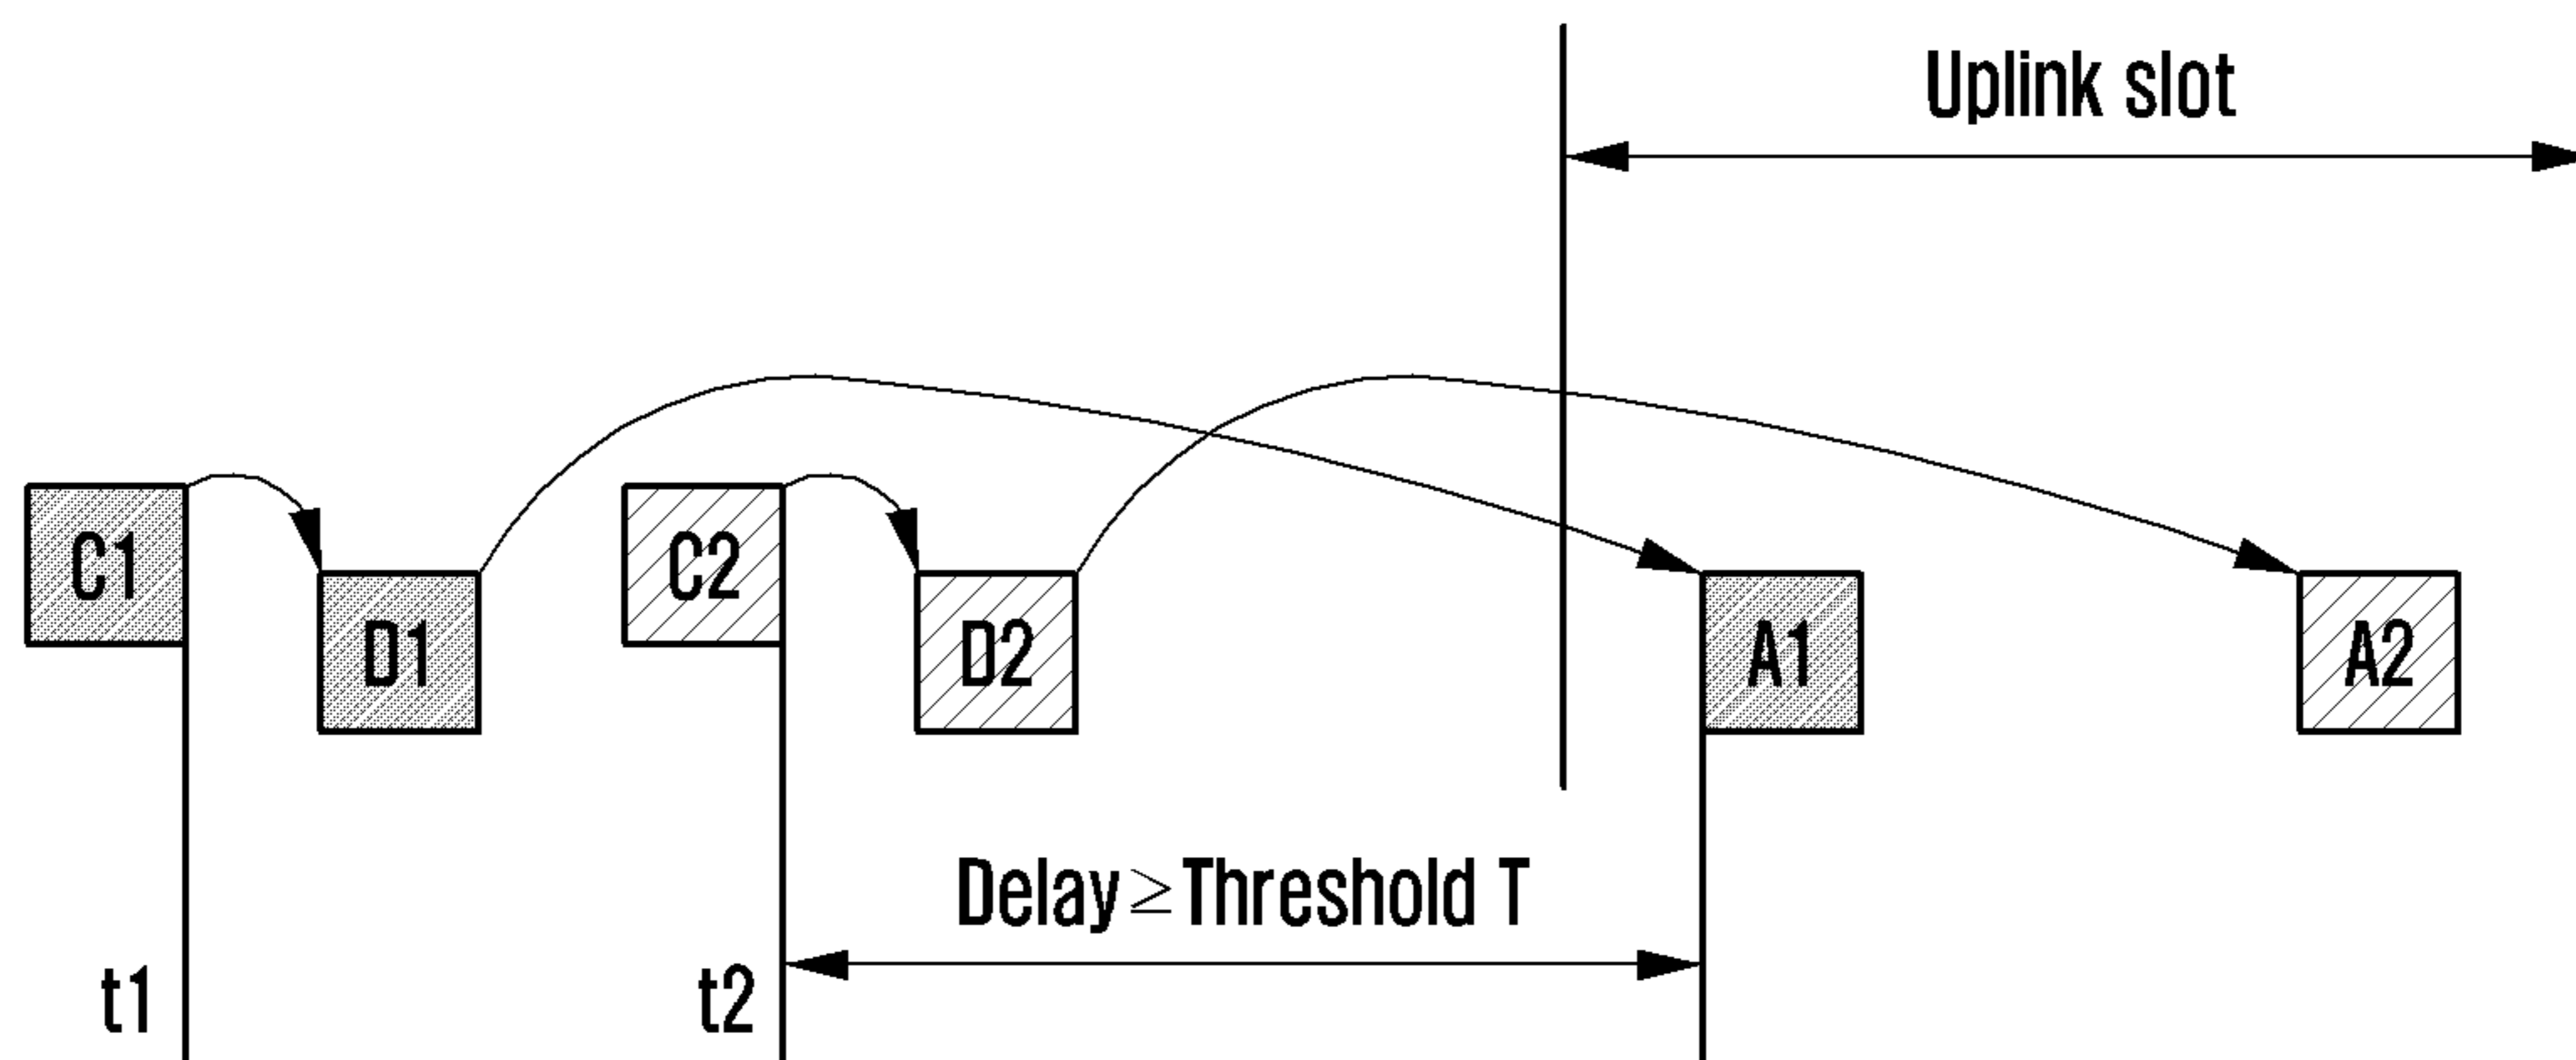 Uplink slot
C1
C2
D1
D2
A1
A2
Delay≥Threshold T
t1
t2